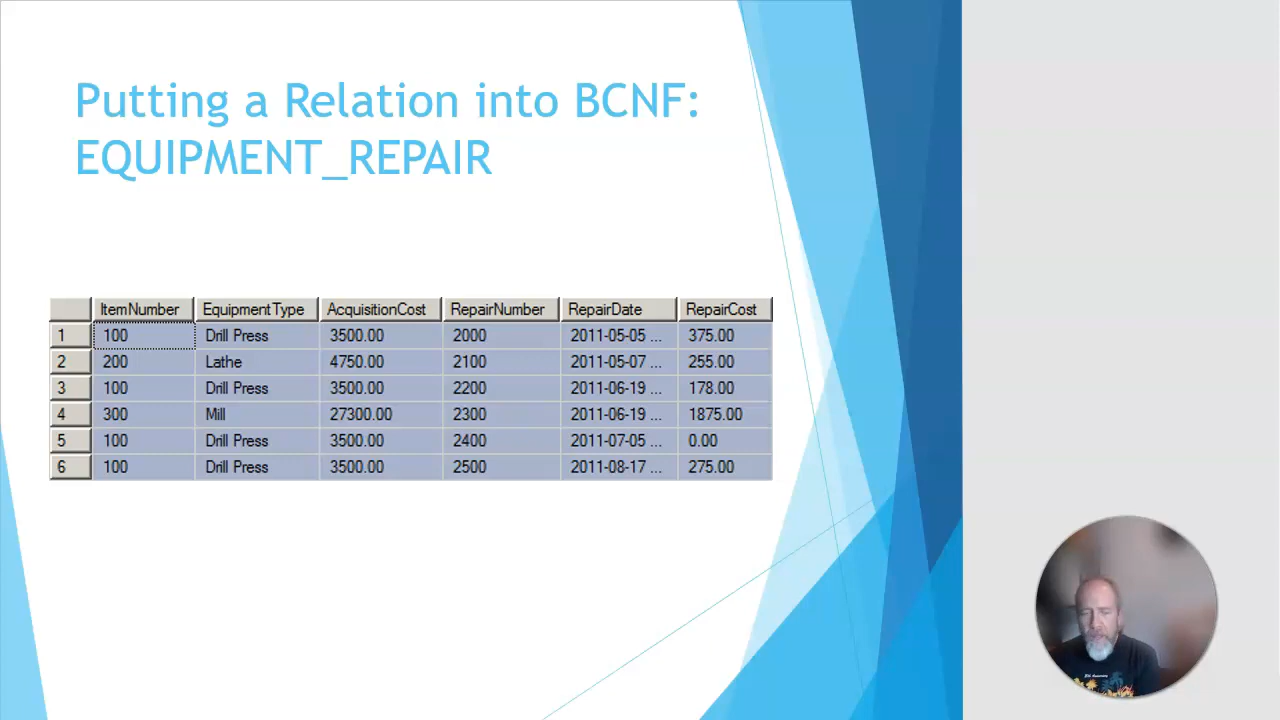 Putting a Relation into BCNF:
EQUIPMENT_REPAIR
ItemNumber EquipmentType AcquisitionCost RepairNumber RepairDate RepairCost
1 100 Drill Press 3500.00 2000 2011-05-05 ... 375.00
2 200 Lathe 4750.00 2100 2011-05-07 ... 255.00
3 100 Drill Press 3500.00 2200 2011-06-19 ... 178.00
4 300 Mill 27300.00 2300 2011-06-19 ... 1875.00
5 100 Drill Press 3500.00 2400 2011-07-05 ... 0.00
6 100 Drill Press 3500.00 2500 2011-08-17 ... 275.00